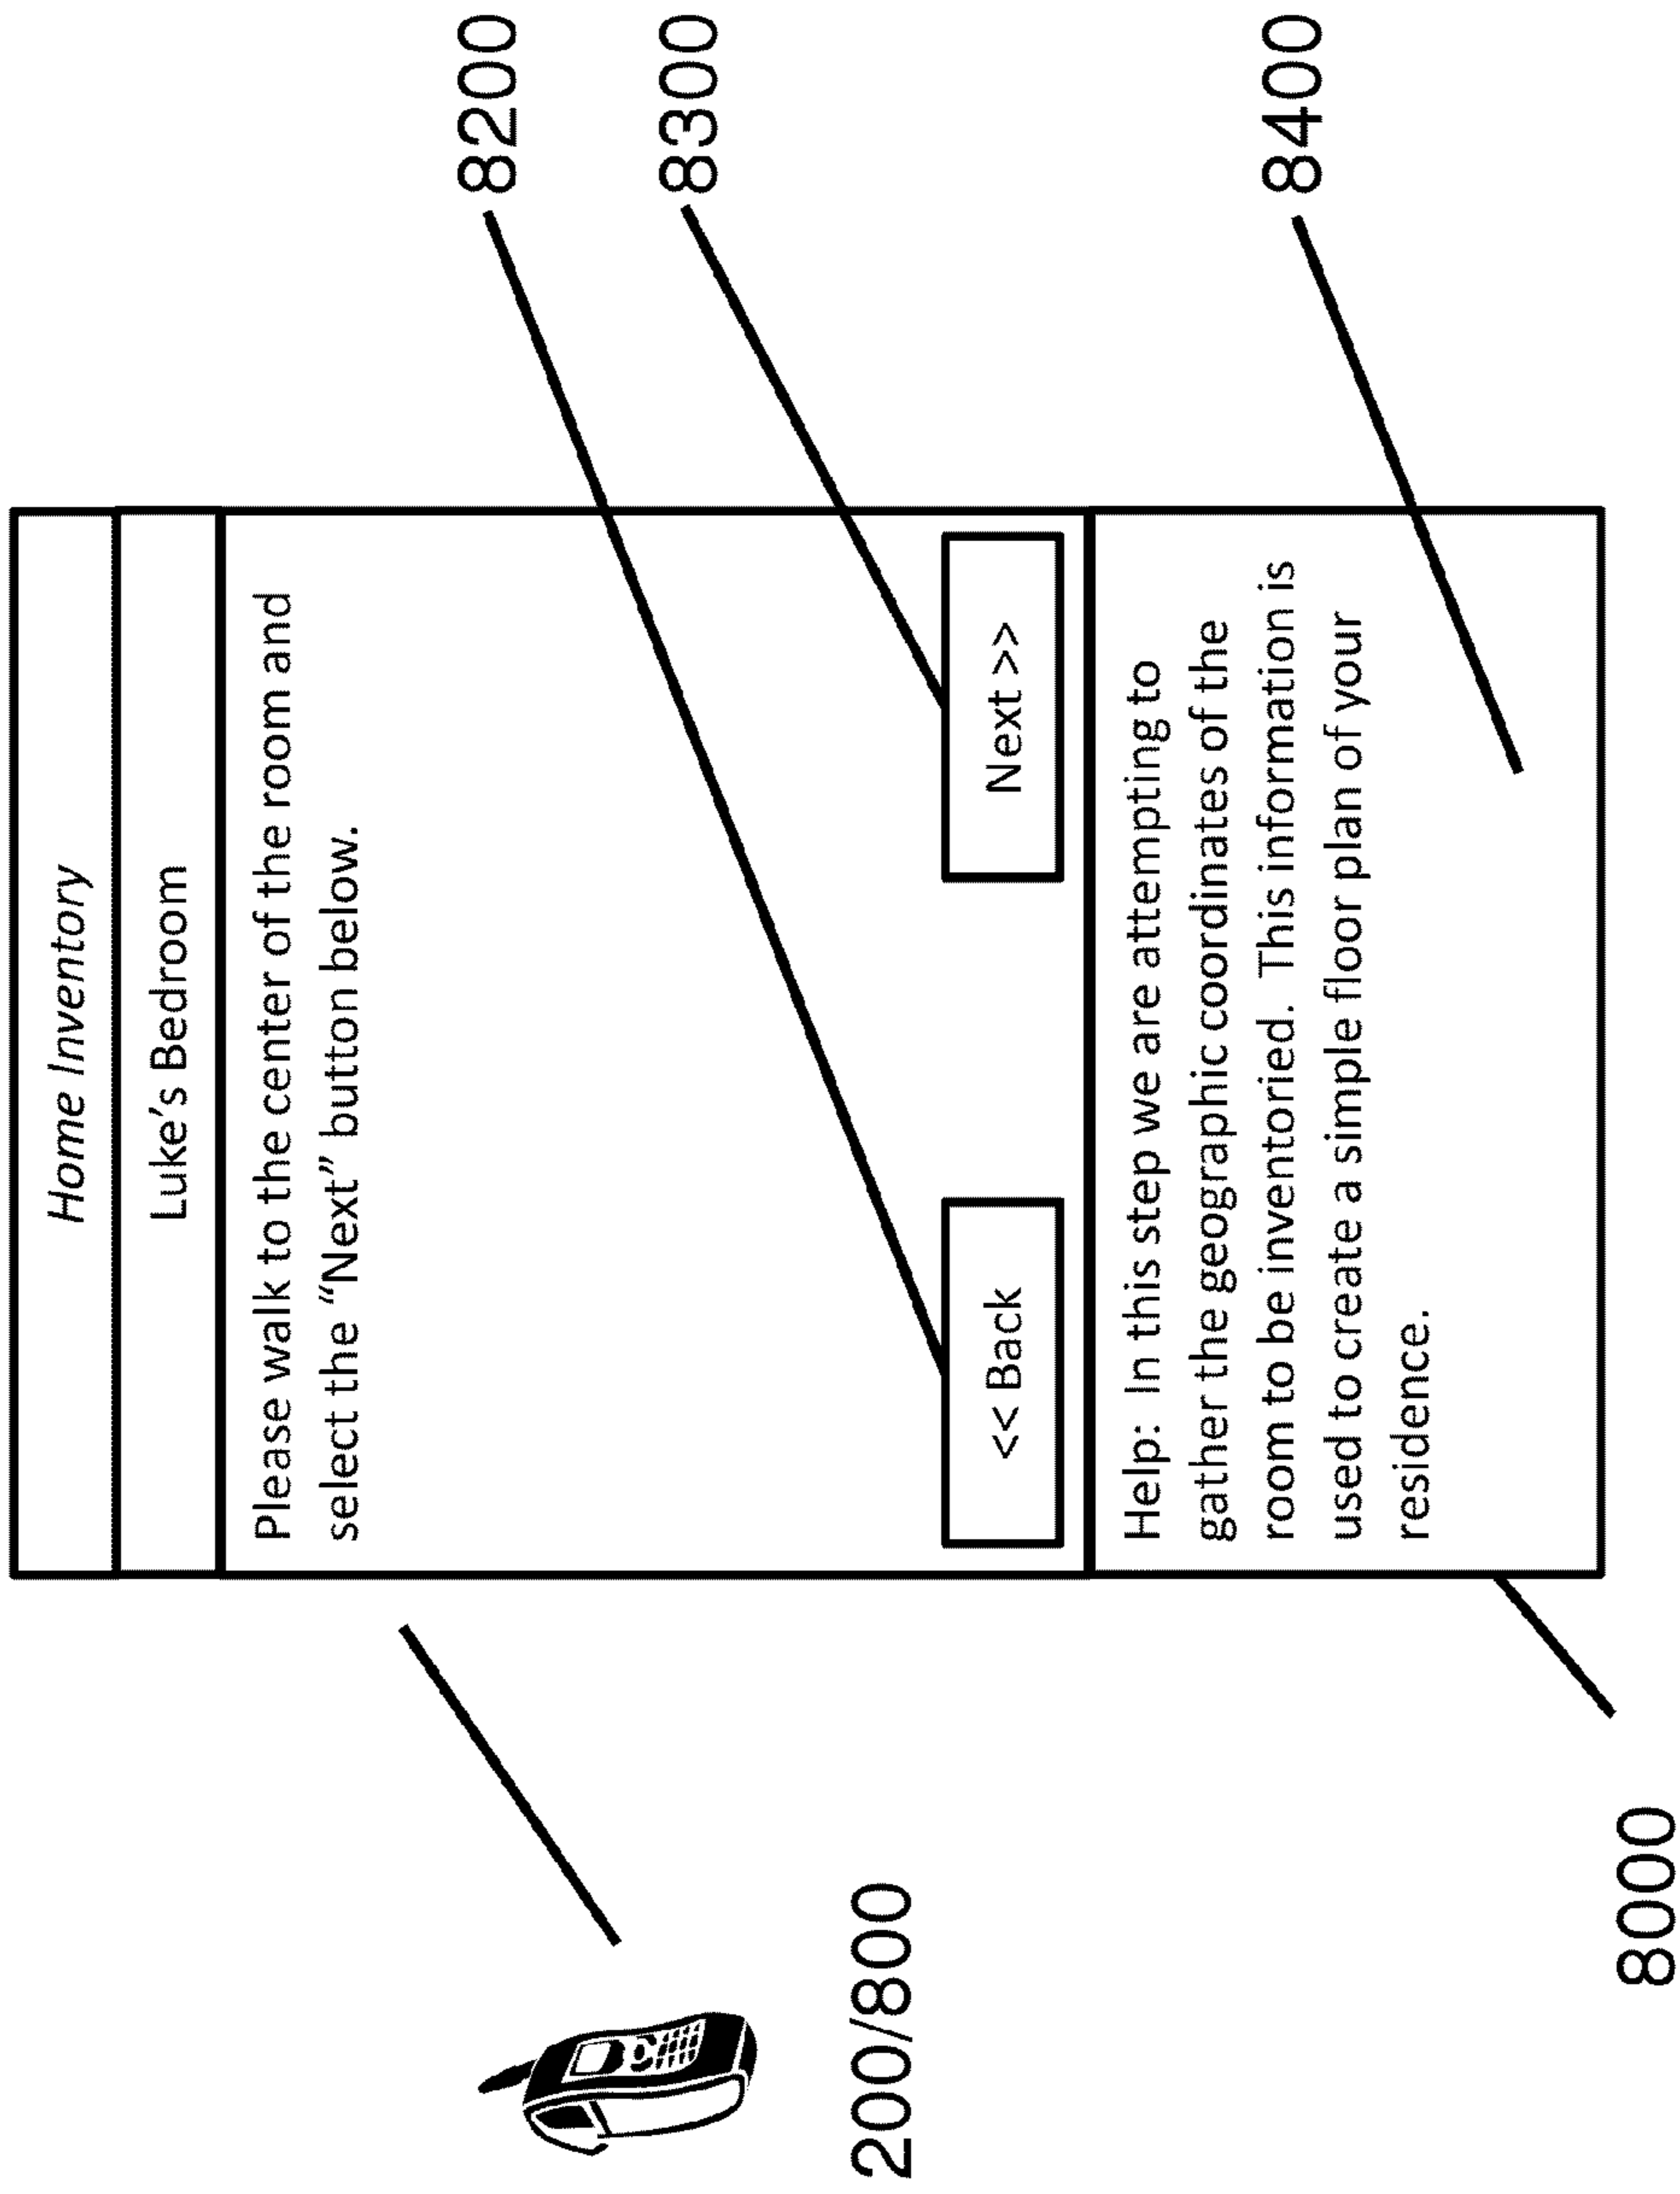 Home Inventory
Luke's Bedroom
Please walk to the center of the room and
select the “Next” button below.
<< Back
Next >>
Help:  In this step we are attempting to
gather the geographic coordinates of the
room to be inventoried.  This information is
used to create a simple floor plan of your
residence.
200/800
8000
8200
8300
8400